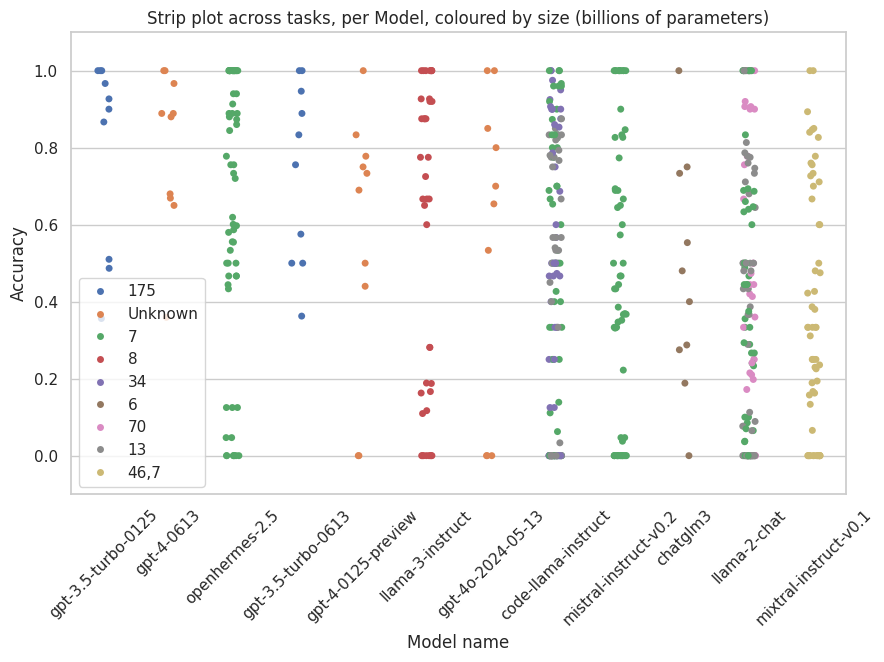 Strip plot across tasks, per Model, coloured by size (billions of parameters)
Accuracy
1.0
0.8
0.6
0.4
0.2
0.0
175
Unknown
7
8
34
6
70
13
46,7
gpt-3.5-turbo-0125
gpt-4-0613
openhermes-2.5
gpt-3.5-turbo-0613
gpt-4-0125-preview
llama-3-instruct
gpt-4o-2024-05-13
code-llama-instruct
mistral-instruct-v0.2
chatglm3
llama-2-chat
mixtral-instruct-v0.1
Model name